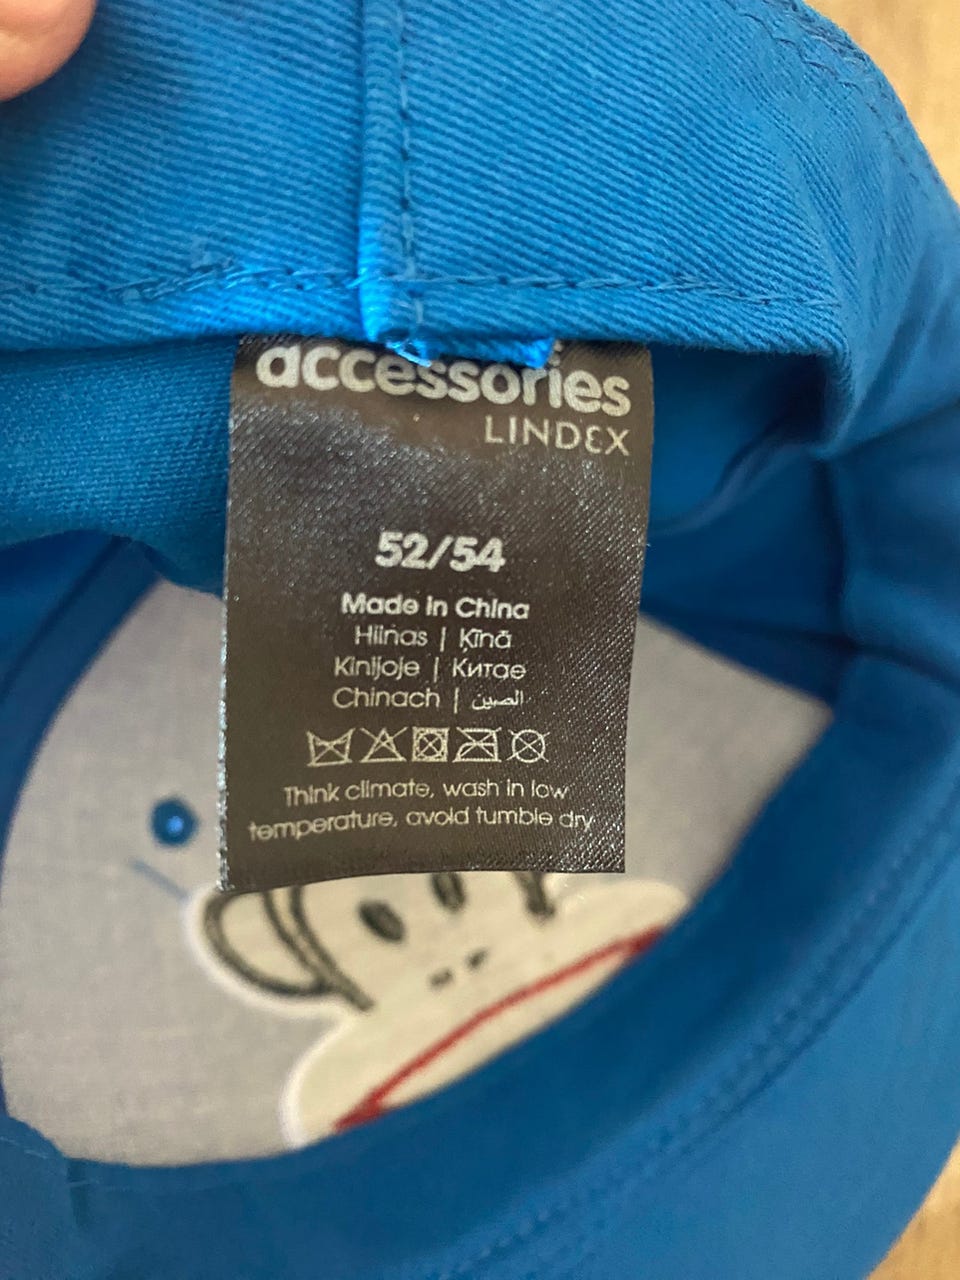 accessories
LINDEX
52/54
Made in China
Hiinas | Ķīnā
Kinijoje | Китае
Chinach | الصين
Think climate, wash in low
temperature, avoid tumble dry